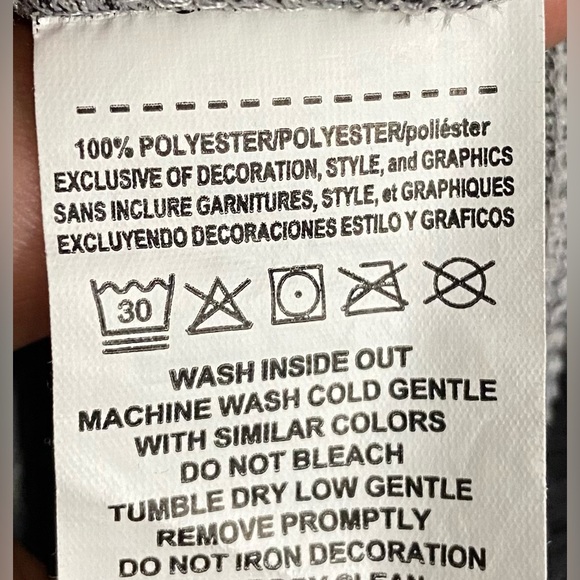 100% POLYESTER/POLYESTER/poliéster
EXCLUSIVE OF DECORATION, STYLE, and GRAPHICS
SANS INCLURE GARNITURES, STYLE, et GRAPHIQUES
EXCLUYENDO DECORACIONES ESTILO Y GRAFICOS
30
WASH INSIDE OUT
MACHINE WASH COLD GENTLE
WITH SIMILAR COLORS
DO NOT BLEACH
TUMBLE DRY LOW GENTLE
REMOVE PROMPTLY
DO NOT IRON DECORATION